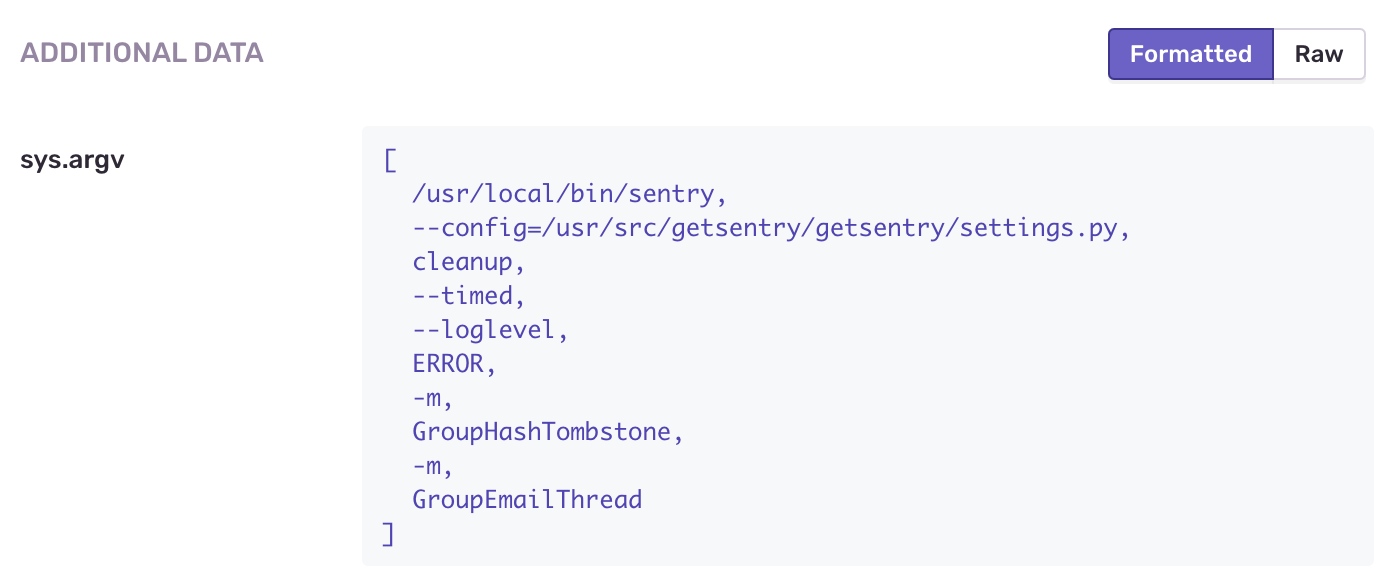 ADDITIONAL DATA
Formatted Raw
sys.argv
[
/usr/local/bin/sentry,
--config=/usr/src/getsentry/getsentry/settings.py,
cleanup,
--timed,
--loglevel,
ERROR,
-m,
GroupHashTombstone,
-m,
GroupEmailThread
]